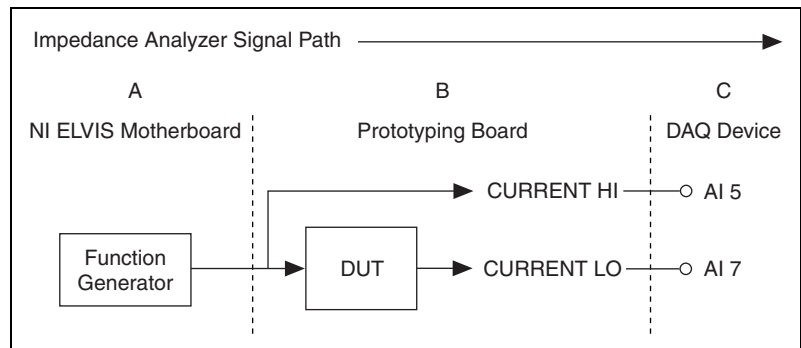 Impedance Analyzer Signal Path
A
B
C
NI ELVIS Motherboard
Prototyping Board
DAQ Device
CURRENT HI
AI 5
Function
Generator
DUT
CURRENT LO
AI 7